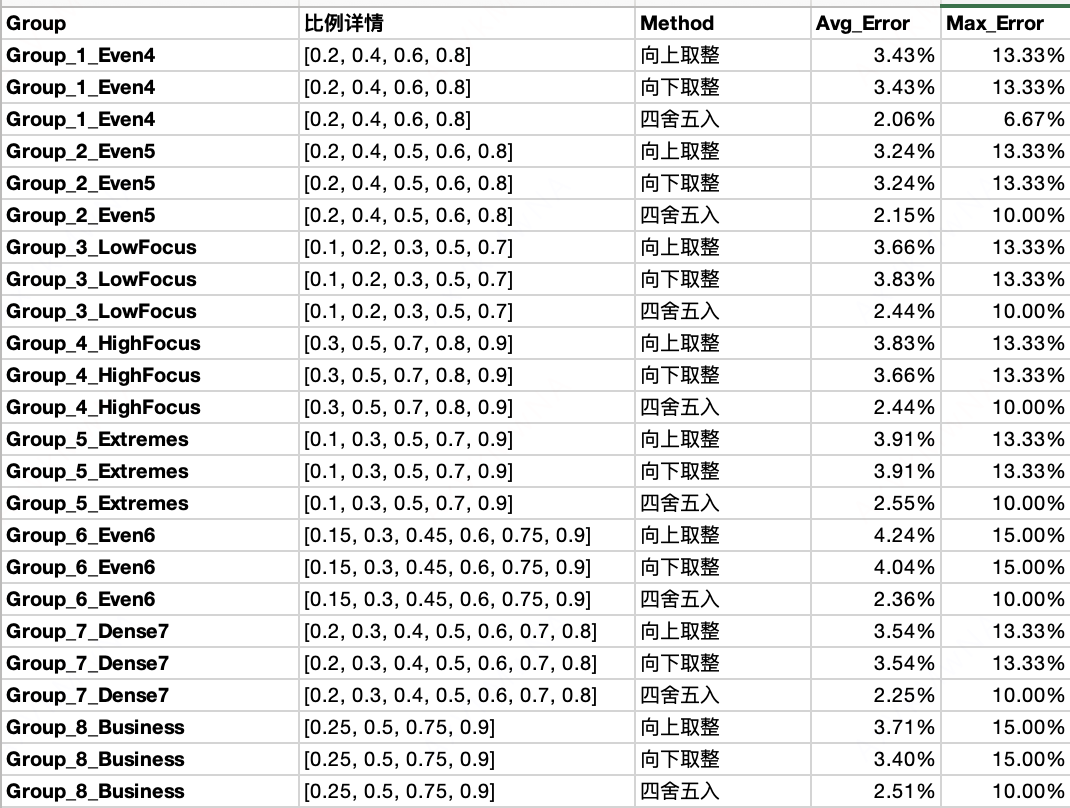 Group 比例详情 Method Avg_Error Max_Error
Group_1_Even4 [0.2, 0.4, 0.6, 0.8] 向上取整 3.43% 13.33%
Group_1_Even4 [0.2, 0.4, 0.6, 0.8] 向下取整 3.43% 13.33%
Group_1_Even4 [0.2, 0.4, 0.6, 0.8] 四舍五入 2.06% 6.67%
Group_2_Even5 [0.2, 0.4, 0.5, 0.6, 0.8] 向上取整 3.24% 13.33%
Group_2_Even5 [0.2, 0.4, 0.5, 0.6, 0.8] 向下取整 3.24% 13.33%
Group_2_Even5 [0.2, 0.4, 0.5, 0.6, 0.8] 四舍五入 2.15% 10.00%
Group_3_LowFocus [0.1, 0.2, 0.3, 0.5, 0.7] 向上取整 3.66% 13.33%
Group_3_LowFocus [0.1, 0.2, 0.3, 0.5, 0.7] 向下取整 3.83% 13.33%
Group_3_LowFocus [0.1, 0.2, 0.3, 0.5, 0.7] 四舍五入 2.44% 10.00%
Group_4_HighFocus [0.3, 0.5, 0.7, 0.8, 0.9] 向上取整 3.83% 13.33%
Group_4_HighFocus [0.3, 0.5, 0.7, 0.8, 0.9] 向下取整 3.66% 13.33%
Group_4_HighFocus [0.3, 0.5, 0.7, 0.8, 0.9] 四舍五入 2.44% 10.00%
Group_5_Extremes [0.1, 0.3, 0.5, 0.7, 0.9] 向上取整 3.91% 13.33%
Group_5_Extremes [0.1, 0.3, 0.5, 0.7, 0.9] 向下取整 3.91% 13.33%
Group_5_Extremes [0.1, 0.3, 0.5, 0.7, 0.9] 四舍五入 2.55% 10.00%
Group_6_Even6 [0.15, 0.3, 0.45, 0.6, 0.75, 0.9] 向上取整 4.24% 15.00%
Group_6_Even6 [0.15, 0.3, 0.45, 0.6, 0.75, 0.9] 向下取整 4.04% 15.00%
Group_6_Even6 [0.15, 0.3, 0.45, 0.6, 0.75, 0.9] 四舍五入 2.36% 10.00%
Group_7_Dense7 [0.2, 0.3, 0.4, 0.5, 0.6, 0.7, 0.8] 向上取整 3.54% 13.33%
Group_7_Dense7 [0.2, 0.3, 0.4, 0.5, 0.6, 0.7, 0.8] 向下取整 3.54% 13.33%
Group_7_Dense7 [0.2, 0.3, 0.4, 0.5, 0.6, 0.7, 0.8] 四舍五入 2.25% 10.00%
Group_8_Business [0.25, 0.5, 0.75, 0.9] 向上取整 3.71% 15.00%
Group_8_Business [0.25, 0.5, 0.75, 0.9] 向下取整 3.40% 15.00%
Group_8_Business [0.25, 0.5, 0.75, 0.9] 四舍五入 2.51% 10.00%